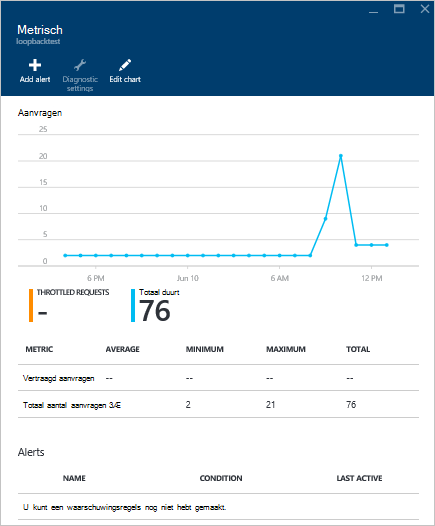 Metrisch
loopbacktest
Add alert
Diagnostic settings
Edit chart
Aanvragen
25
20
15
10
5
0
6 PM
Jun 10
6 AM
12 PM
THROTTLED REQUESTS
-
Totaal duurt
76
METRIC AVERAGE MINIMUM MAXIMUM TOTAL
Vertraagd aanvragen -- -- -- --
Totaal aantal aanvragen 3Æ 2 21 76
Alerts
NAME CONDITION LAST ACTIVE
U kunt een waarschuwingsregels nog niet hebt gemaakt.